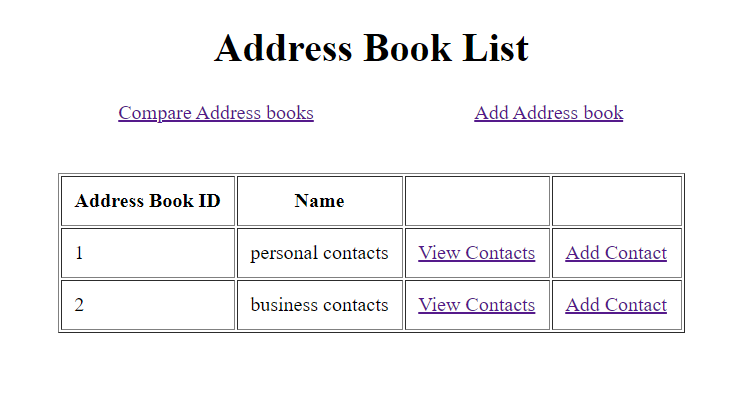 Address Book List
Compare Address books Add Address book
Address Book ID Name
1 personal contacts View Contacts Add Contact
2 business contacts View Contacts Add Contact